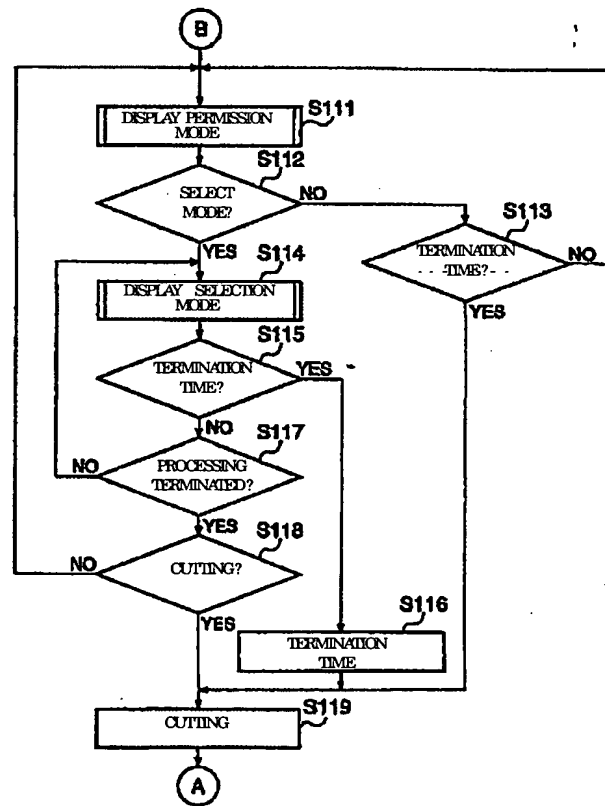 B
S111
DISPLAY PERMISSION
MODE
S112
SELECT
MODE?
NO
YES
S113
TERMINATION
TIME?
NO
YES
S114
DISPLAY SELECTION
MODE
S115
TERMINATION
TIME?
YES
NO
S117
PROCESSING
TERMINATED?
NO
YES
S118
CUTTING?
NO
YES
S116
TERMINATION
TIME
S119
CUTTING
A